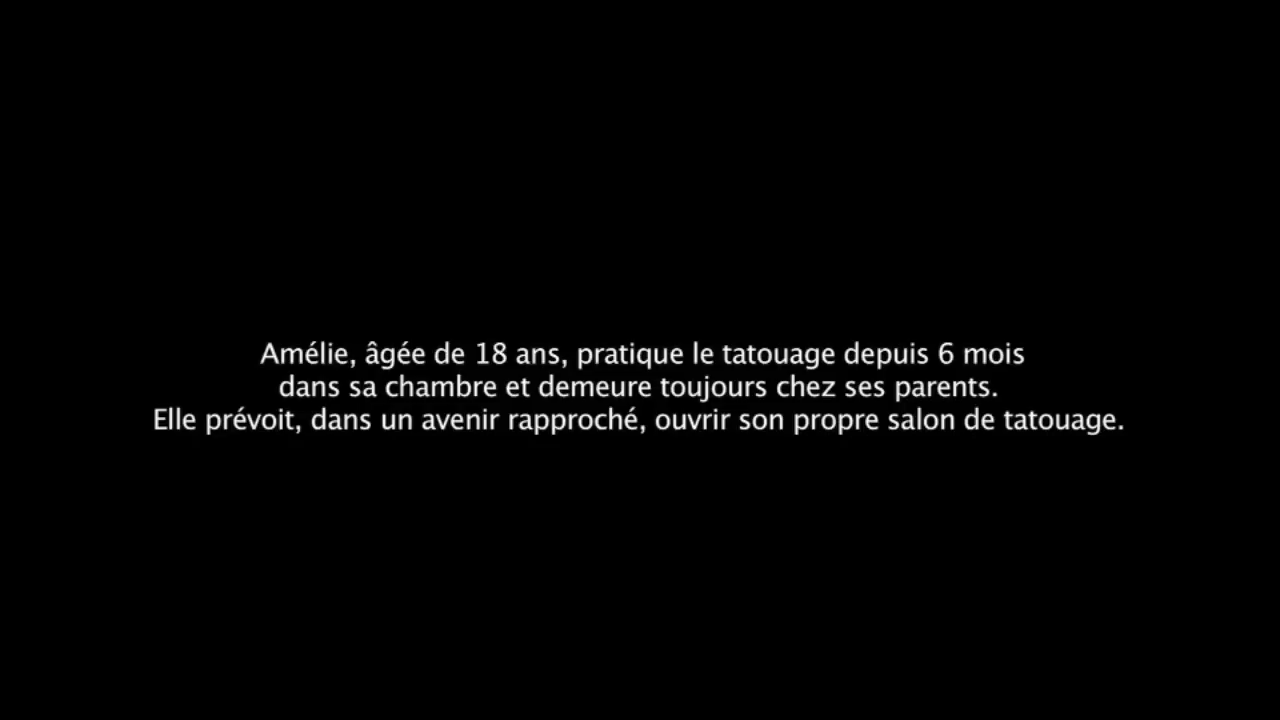 Amélie, âgée de 18 ans, pratique le tatouage depuis 6 mois
dans sa chambre et demeure toujours chez ses parents.
Elle prévoit, dans un avenir rapproché, ouvrir son propre salon de tatouage.